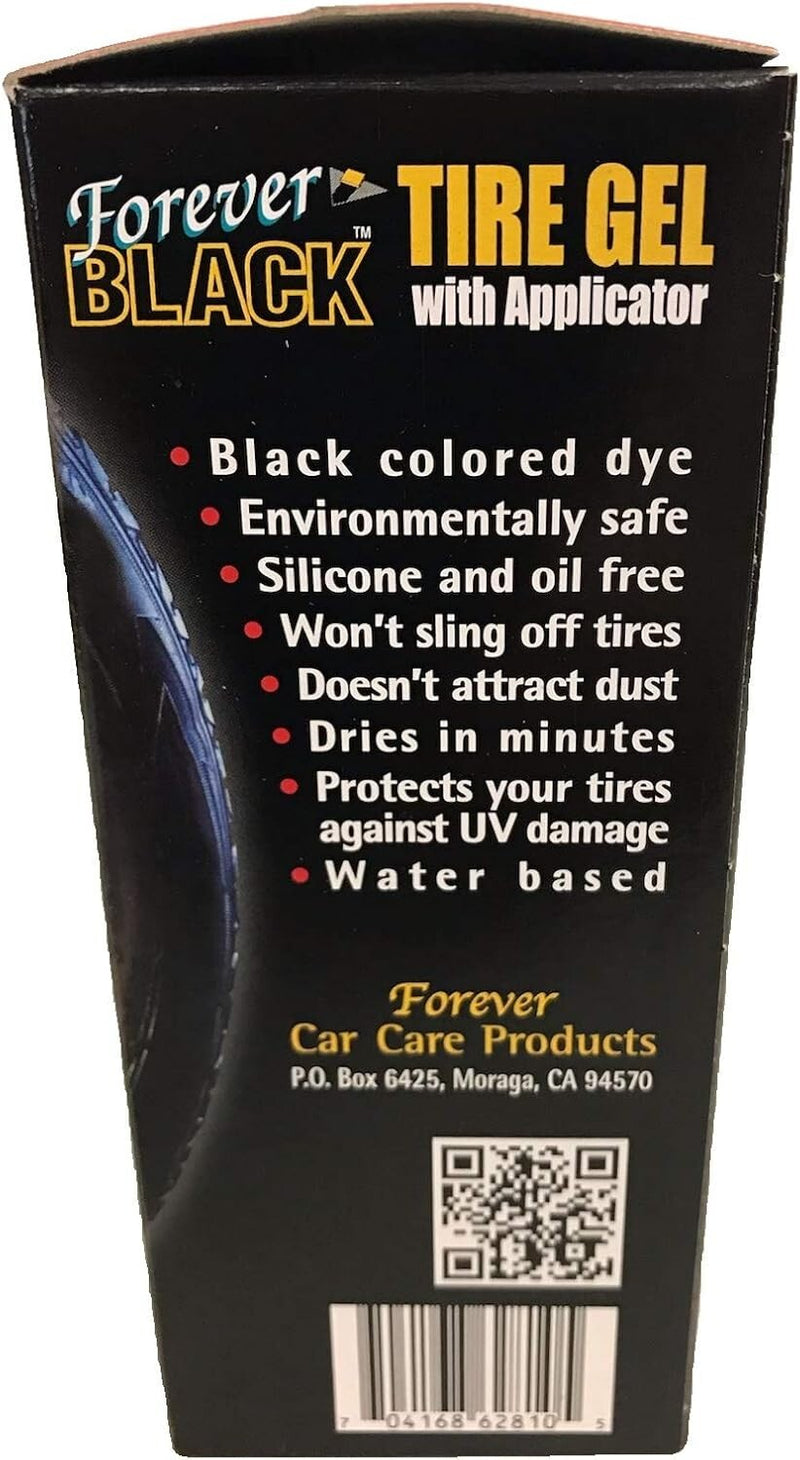 Forever
BLACK™
TIRE GEL
with Applicator
• Black colored dye
• Environmentally safe
• Silicone and oil free
• Won't sling off tires
• Doesn't attract dust
• Dries in minutes
• Protects your tires
against UV damage
• Water based
Forever
Car Care Products
P.O. Box 6425, Moraga, CA 94570
7 04168 62810 5